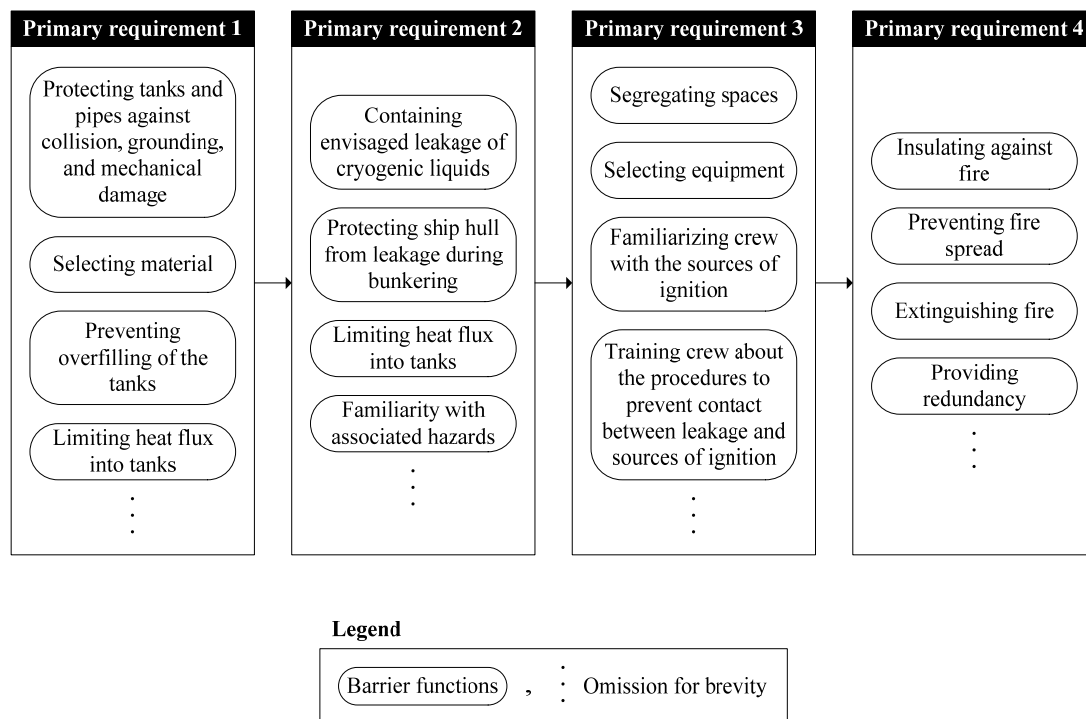 Primary requirement 1
Protecting tanks and
pipes against
collision, grounding,
and mechanical
damage
Selecting material
Preventing
overfilling of the
tanks
Limiting heat flux
into tanks
Primary requirement 2
Containing
envisaged leakage of
cryogenic liquids
Protecting ship hull
from leakage during
bunkering
Limiting heat flux
into tanks
Familiarity with
associated hazards
Primary requirement 3
Segregating spaces
Selecting equipment
Familiarizing crew
with the sources of
ignition
Training crew about
the procedures to
prevent contact
between leakage and
sources of ignition
Primary requirement 4
Insulating against
fire
Preventing fire
spread
Extinguishing fire
Providing
redundancy
Legend
Barrier functions , Omission for brevity